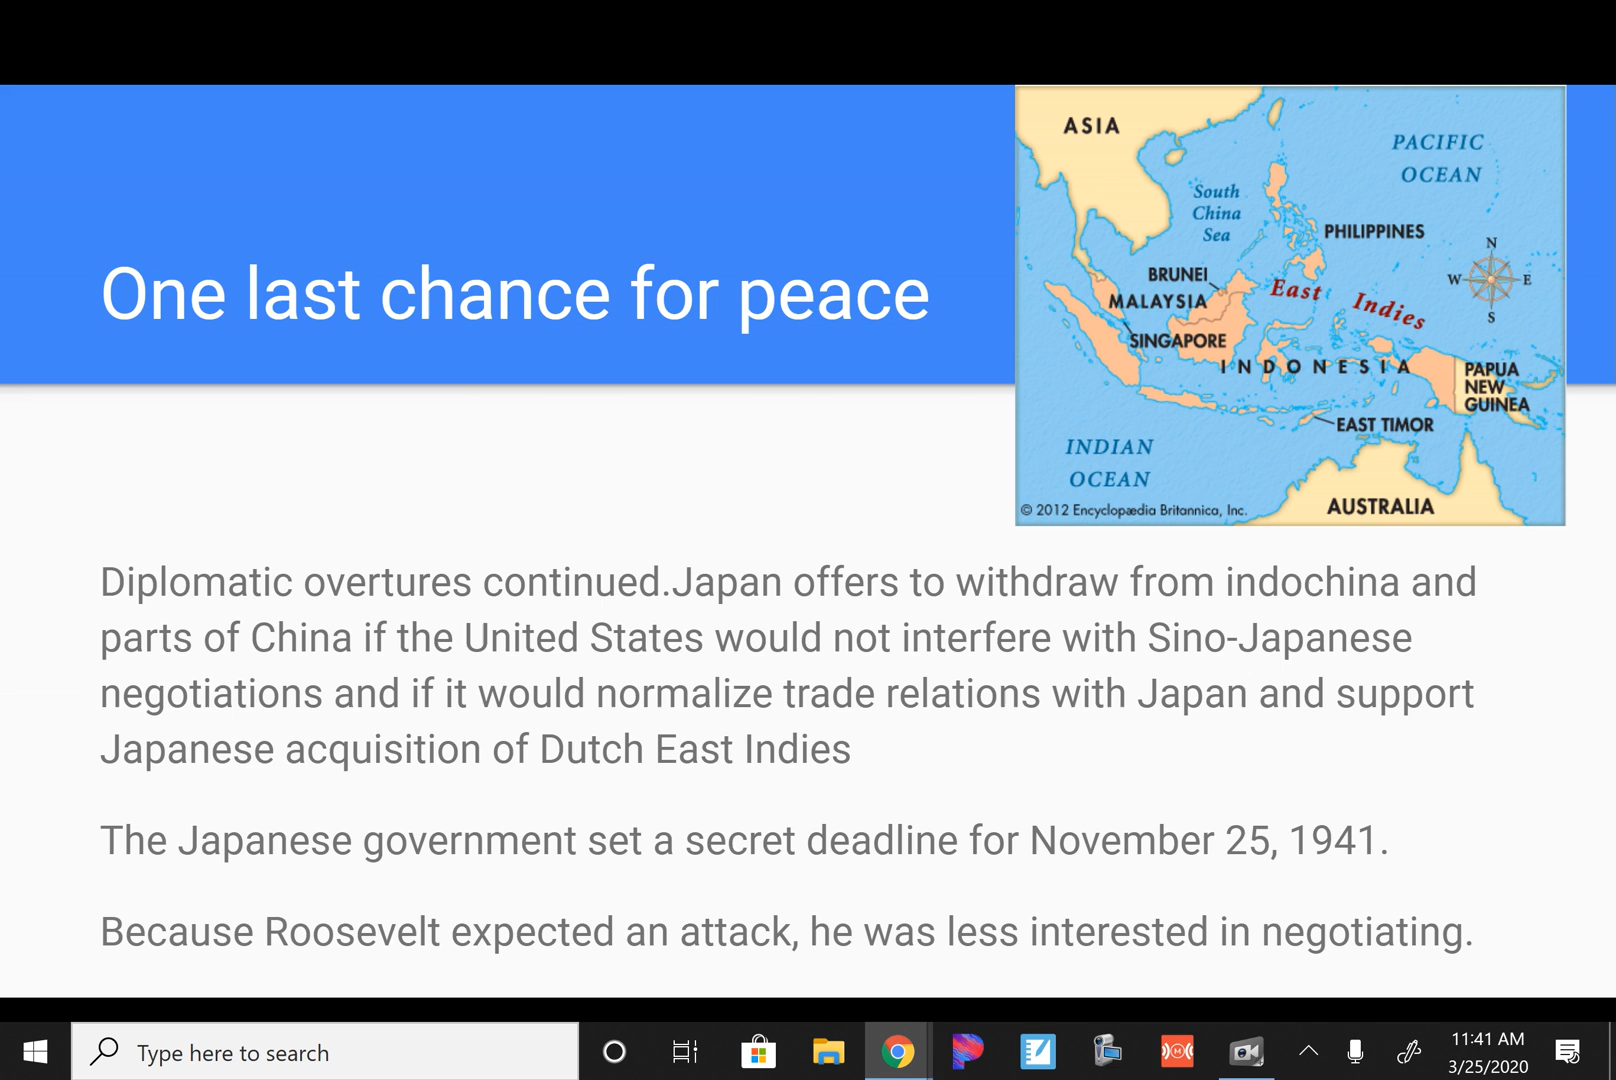 One last chance for peace
ASIA
PACIFIC
OCEAN
South
China
Sea
PHILIPPINES
N
W
E
S
BRUNEI
East Indies
MALAYSIA
SINGAPORE
INDONESIA
PAPUA
NEW
GUINEA
EAST TIMOR
INDIAN
OCEAN
AUSTRALIA
© 2012 Encyclopædia Britannica, Inc.
Diplomatic overtures continued.Japan offers to withdraw from indochina and
parts of China if the United States would not interfere with Sino-Japanese
negotiations and if it would normalize trade relations with Japan and support
Japanese acquisition of Dutch East Indies
The Japanese government set a secret deadline for November 25, 1941.
Because Roosevelt expected an attack, he was less interested in negotiating.
Type here to search
11:41 AM
3/25/2020